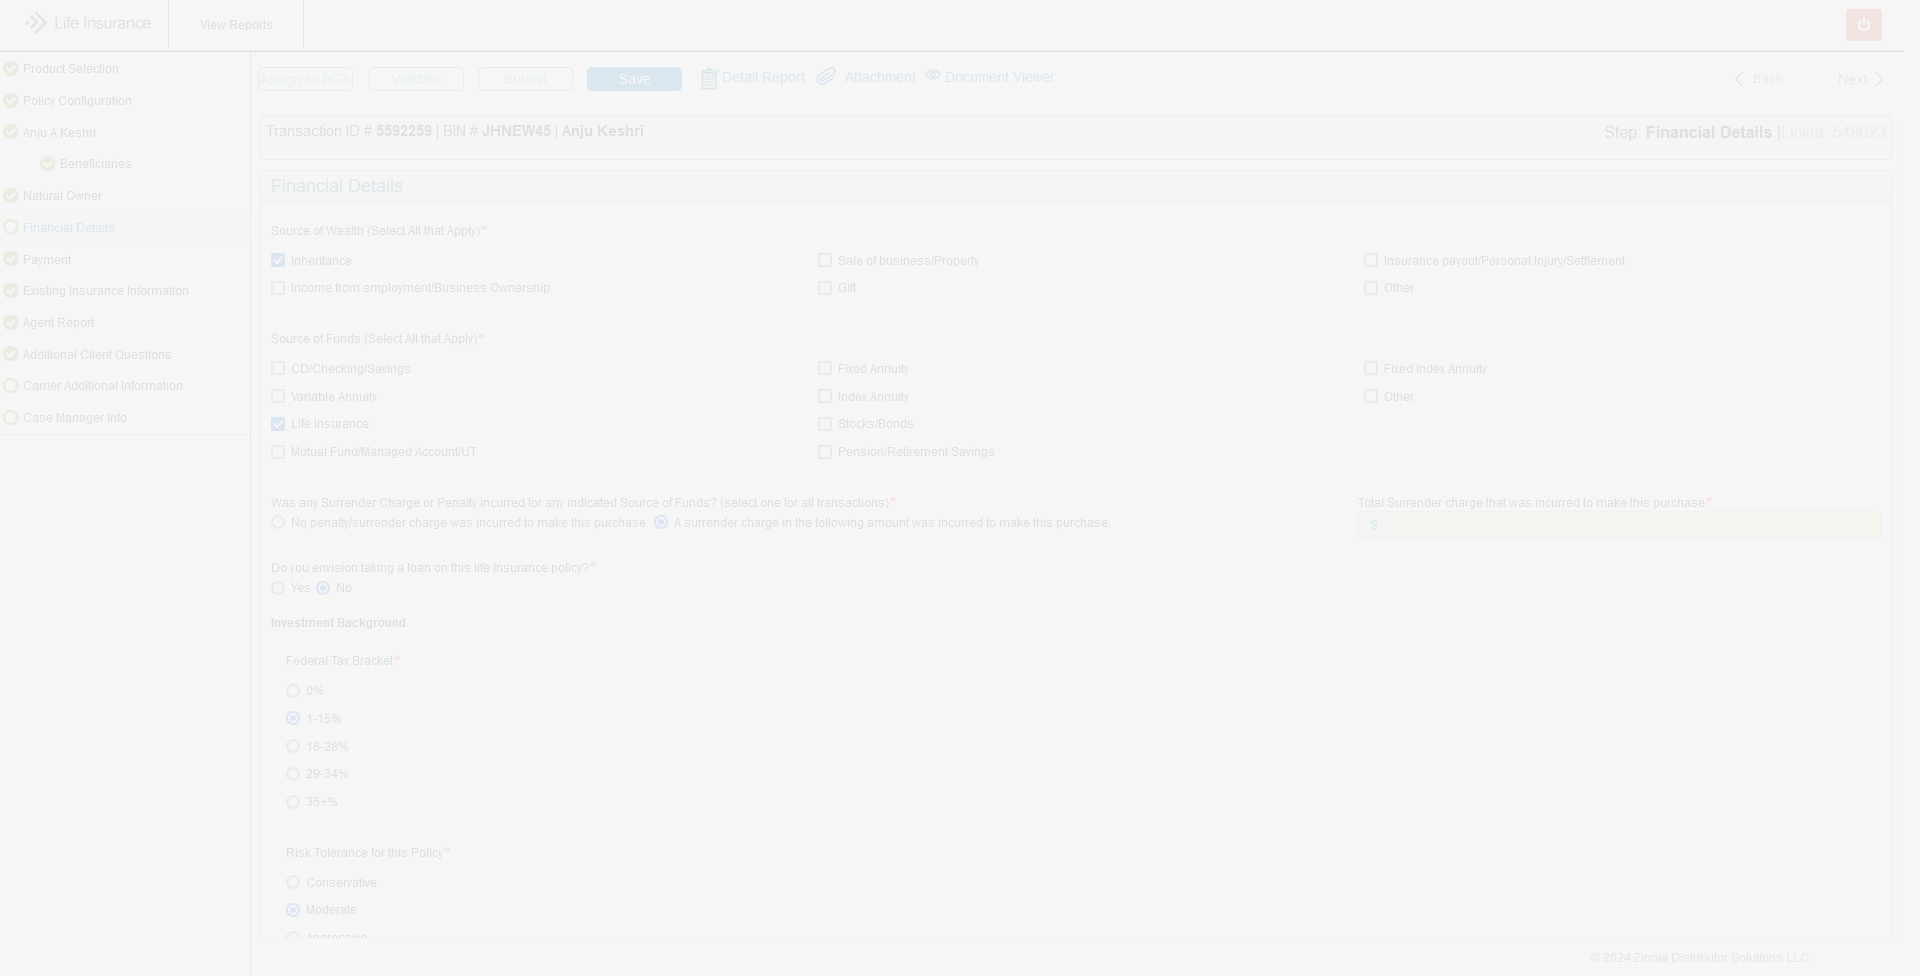 Life Insurance
View Reports
Product Selection
Policy Configuration
Anju A Keshri
Beneficiaries
Natural Owner
Financial Details
Payment
Existing Insurance Information
Agent Report
Additional Client Questions
Carrier Additional Information
Case Manager Info
Assign to BGA Validate Submit Save Detail Report Attachment Document Viewer Back Next
Transaction ID # 5592259 | BIN # JHNEW45 | Anju Keshri
Step: Financial Details |LinkId: 548023
Financial Details
Source of Wealth (Select All that Apply)*
Inheritance Sale of business/Property Insurance payout/Personal Injury/Settlement
Income from employment/Business Ownership Gift Other
Source of Funds (Select All that Apply)*
CD/Checking/Savings Fixed Annuity Fixed Index Annuity
Variable Annuity Index Annuity Other
Life Insurance Stocks/Bonds
Mutual Fund/Managed Account/UT Pension/Retirement Savings
Was any Surrender Charge or Penalty incurred for any indicated Source of Funds? (select one for all transactions)*
No penalty/surrender charge was incurred to make this purchase. A surrender charge in the following amount was incurred to make this purchase.
Total Surrender charge that was incurred to make this purchase*
$
Do you envision taking a loan on this life insurance policy?*
Yes No
Investment Background
Federal Tax Bracket*
0%
1-15%
16-28%
29-34%
35+%
Risk Tolerance for this Policy*
Conservative
Moderate
Aggressive
© 2024 Zinnia Distributor Solutions LLC